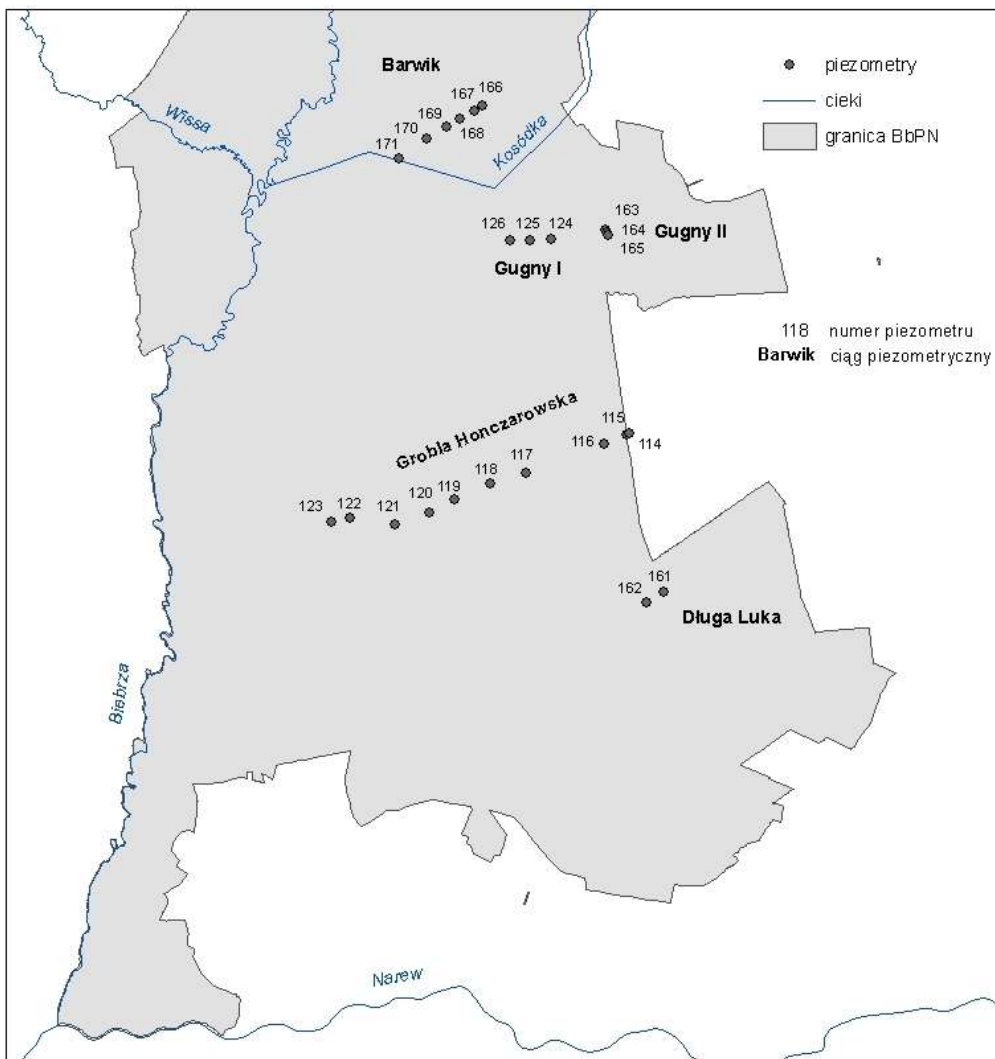 Barwik
piezometry
cieki
granica BbPN
Wissa
167 166
169
168
170
171
Kosódka
126 125 124
163
164
165
Gugny II
Gugny I
118 numer piezometru
Barwik ciąg piezometryczny
Grobla Honczarowska
115
114
116
117
118
119
120
121
122
123
161
162
Długa Luka
Biebrza
Narew